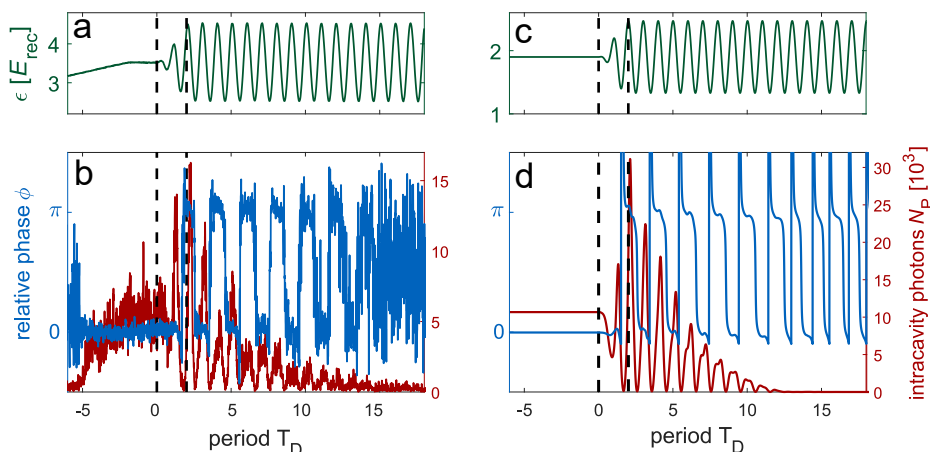 a
c
ϵ [E_rec]
4
3
2
1
b
d
relative phase ϕ
π
0
π
0
15
10
5
0
30
25
20
15
10
5
0
intracavity photons N_P [10^3]
-5 0 5 10 15
-5 0 5 10 15
period T_D
period T_D